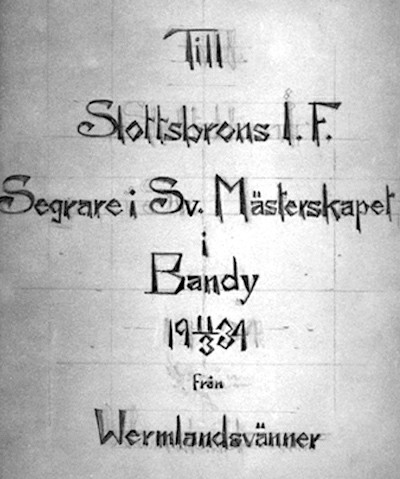 Till
Slottsbrons I. F.
Segrare i Sv. Mästerskapet
i
Bandy
19 11/3 34
från
Wermlandsvänner